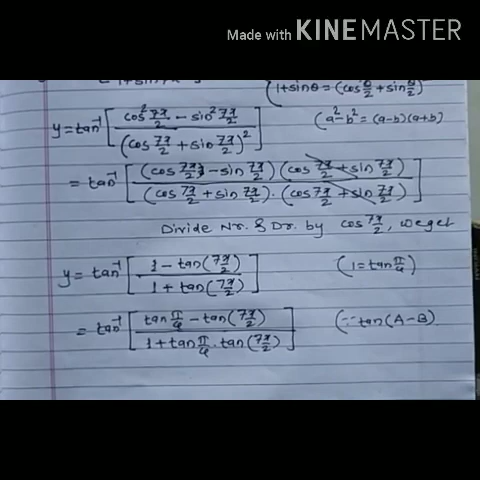 Made with KINEMASTER
1+sinθ = (cos θ/2 + sin θ/2)²
y = tan⁻¹ [ (cos² 7x/2 − sin² 7x/2) / (cos 7x/2 + sin 7x/2)² ] (a²−b² = (a−b)(a+b)
= tan⁻¹ [ (cos 7x/2 − sin 7x/2) (cos 7x/2 + sin 7x/2) / (cos 7x/2 + sin 7x/2) · (cos 7x/2 + sin 7x/2) ]
Divide Nr. & Dr. by cos 7x/2, we get
y = tan⁻¹ [ (1 − tan(7x/2)) / (1 + tan(7x/2)) ] (1 = tan π/4)
= tan⁻¹ [ (tan π/4 − tan(7x/2)) / (1 + tan π/4 · tan(7x/2)) ] (∵ tan(A−B)